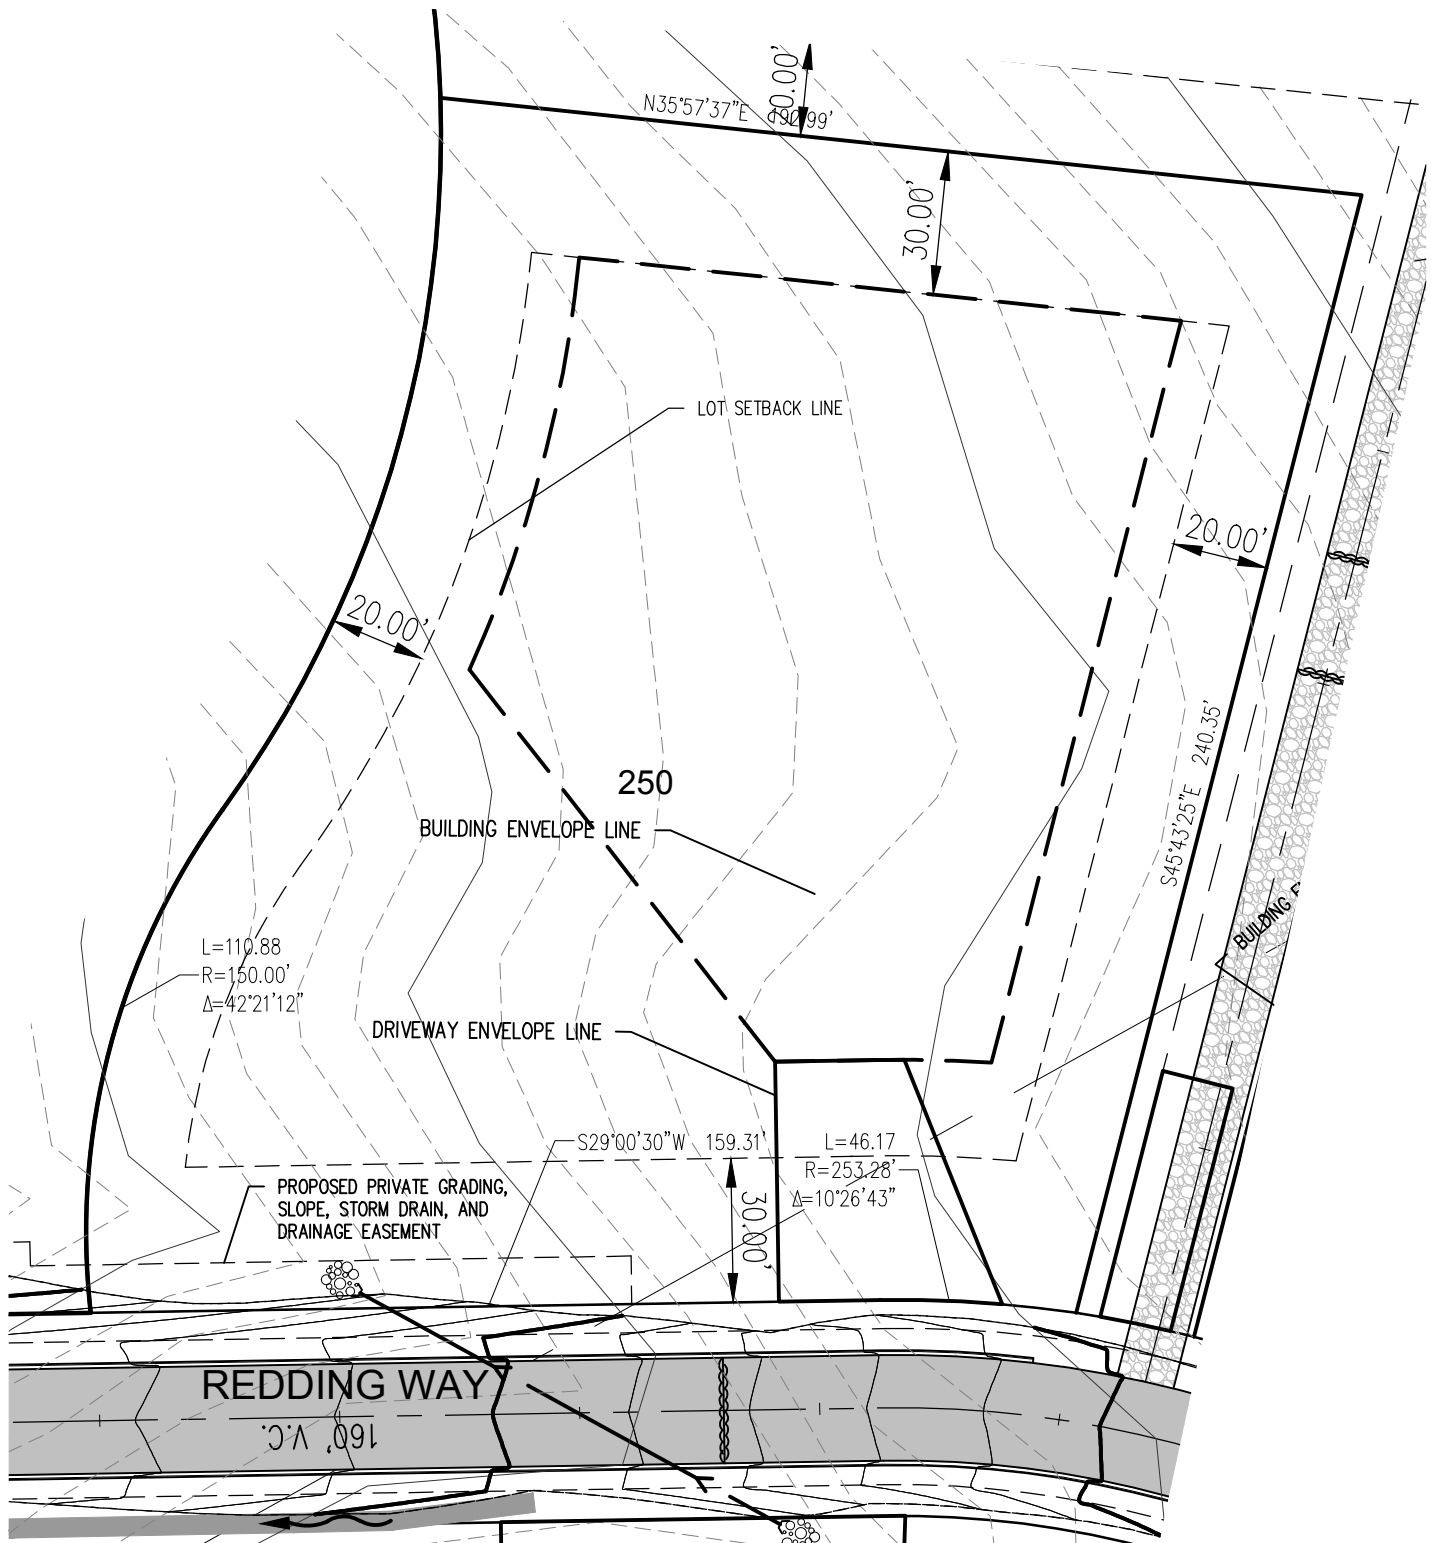 N35°57'37"E 192.99'
30.00'
LOT SETBACK LINE
20.00'
20.00'
S45°43'25"E 240.35'
250
BUILDING ENVELOPE LINE
BUILDING
L=110.88
R=150.00'
Δ=42°21'12"
DRIVEWAY ENVELOPE LINE
S29°00'30"W 159.31'
L=46.17
R=253.28'
Δ=10°26'43"
30.00'
PROPOSED PRIVATE GRADING,
SLOPE, STORM DRAIN, AND
DRAINAGE EASEMENT
REDDING WAY
160' V.C.